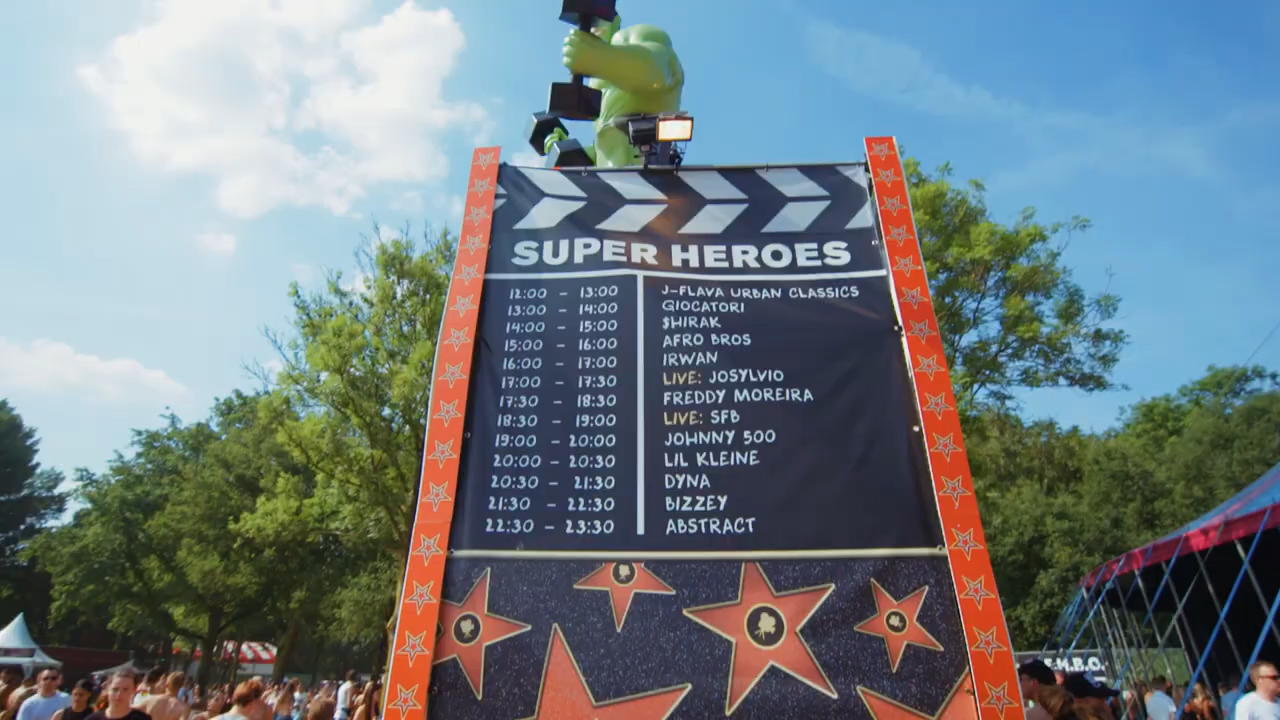 SUPER HEROES
12:00 – 13:00 J-FLAVA URBAN CLASSICS
13:00 – 14:00 GIOCATORI
14:00 – 15:00 $HIRAK
15:00 – 16:00 AFRO BROS
16:00 – 17:00 IRWAN
17:00 – 17:30 LIVE: JOSYLVIO
17:30 – 18:30 FREDDY MOREIRA
18:30 – 19:00 LIVE: SFB
19:00 – 20:00 JOHNNY 500
20:00 – 20:30 LIL KLEINE
20:30 – 21:30 DYNA
21:30 – 22:30 BIZZEY
22:30 – 23:30 ABSTRACT